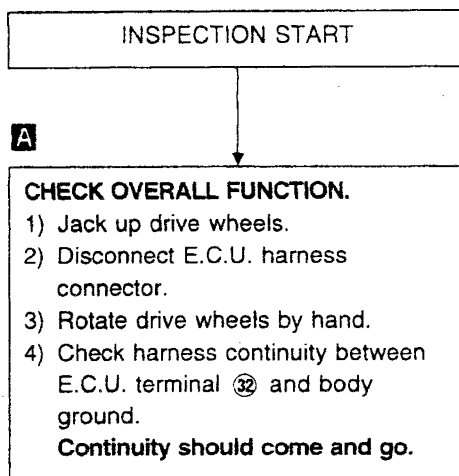 INSPECTION START
A
CHECK OVERALL FUNCTION.
1) Jack up drive wheels.
2) Disconnect E.C.U. harness
connector.
3) Rotate drive wheels by hand.
4) Check harness continuity between
E.C.U. terminal ㉜ and body
ground.
Continuity should come and go.